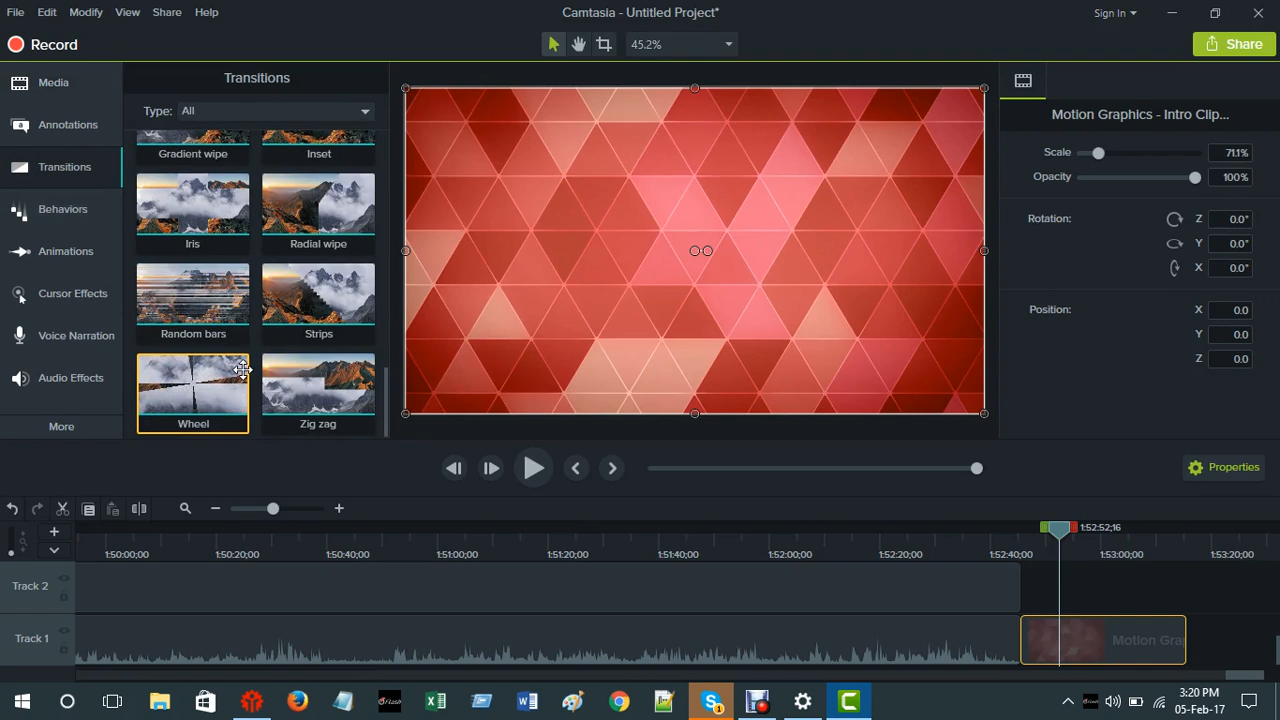 File Edit Modify View Share Help
Camtasia - Untitled Project*
Sign In
Record
45.2%
Share
Media
Annotations
Transitions
Behaviors
Animations
Cursor Effects
Voice Narration
Audio Effects
More
Transitions
Type: All
Gradient wipe Inset
Iris Radial wipe
Random bars Strips
Wheel Zig zag
Motion Graphics - Intro Clip...
Scale 71.1%
Opacity 100%
Rotation: Z 0.0°
Y 0.0°
X 0.0°
Position: X 0.0
Y 0.0
Z 0.0
Properties
1:52:52;16
1:50:00;00 1:50:20;00 1:50:40;00 1:51:00;00 1:51:20;00 1:51:40;00 1:52:00;00 1:52:20;00 1:52:40;00 1:53:00;00 1:53:20;00
Track 2
Track 1
Motion Gra
3:20 PM
05-Feb-17